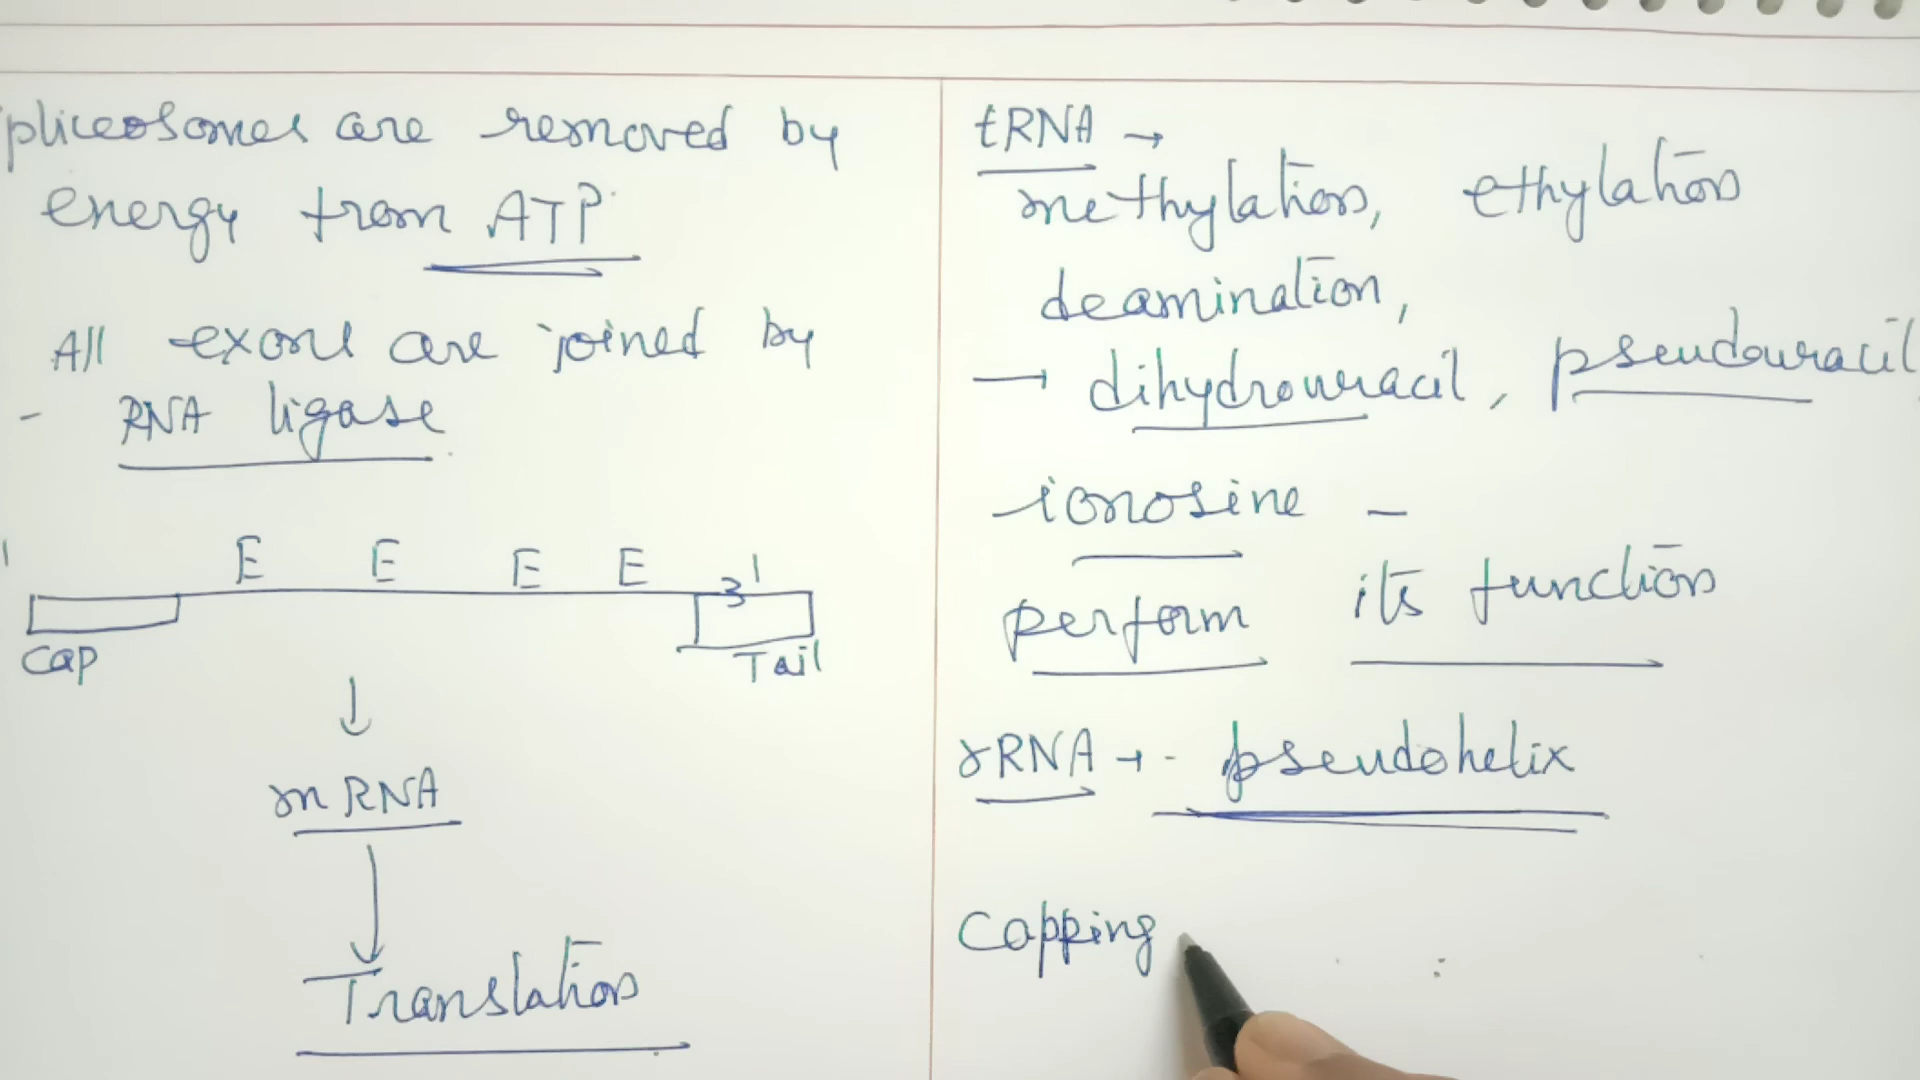 pliceosomes are removed by
energy from ATP
All exons are joined by
- RNA ligase
E E E E
3'
Cap Tail
↓
mRNA
Translation
tRNA →
methylation, ethylation
deamination,
→ dihydrouracil, pseudouracil
ionosine -
perform its function
rRNA → - pseudohelix
Capping